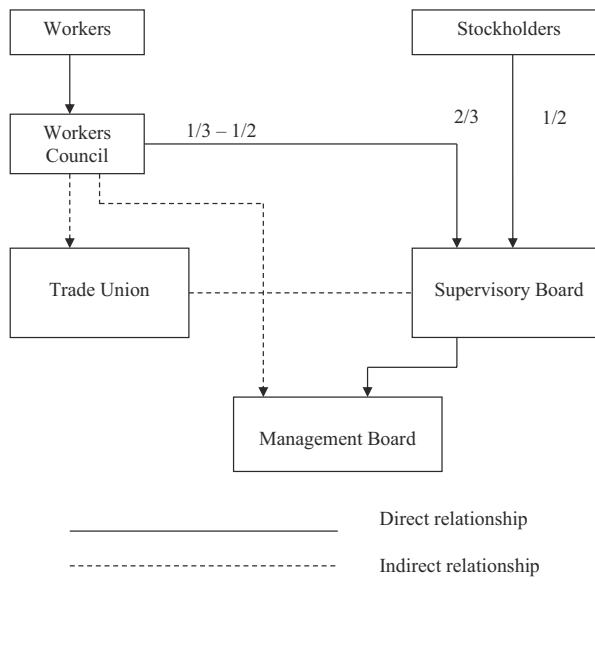 Workers
Stockholders
Workers
Council
1/3 – 1/2
2/3
1/2
Trade Union
Supervisory Board
Management Board
Direct relationship
Indirect relationship